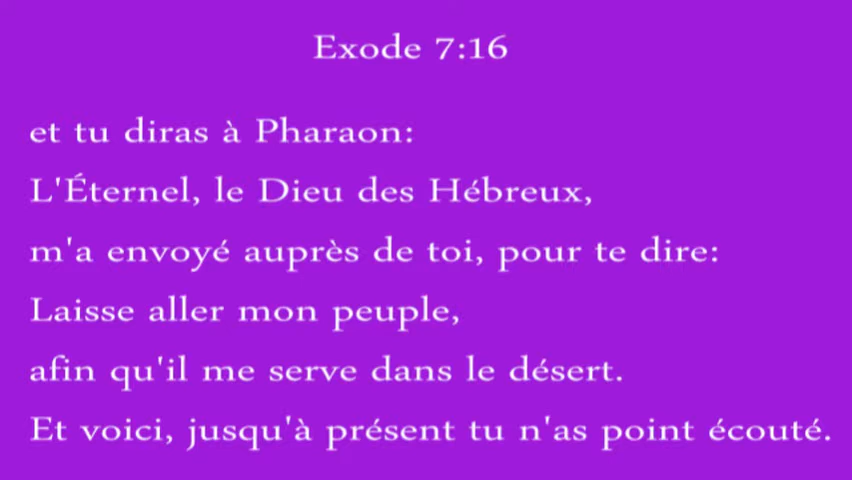 Exode 7:16
et tu diras à Pharaon:
L'Éternel, le Dieu des Hébreux,
m'a envoyé auprès de toi, pour te dire:
Laisse aller mon peuple,
afin qu'il me serve dans le désert.
Et voici, jusqu'à présent tu n'as point écouté.